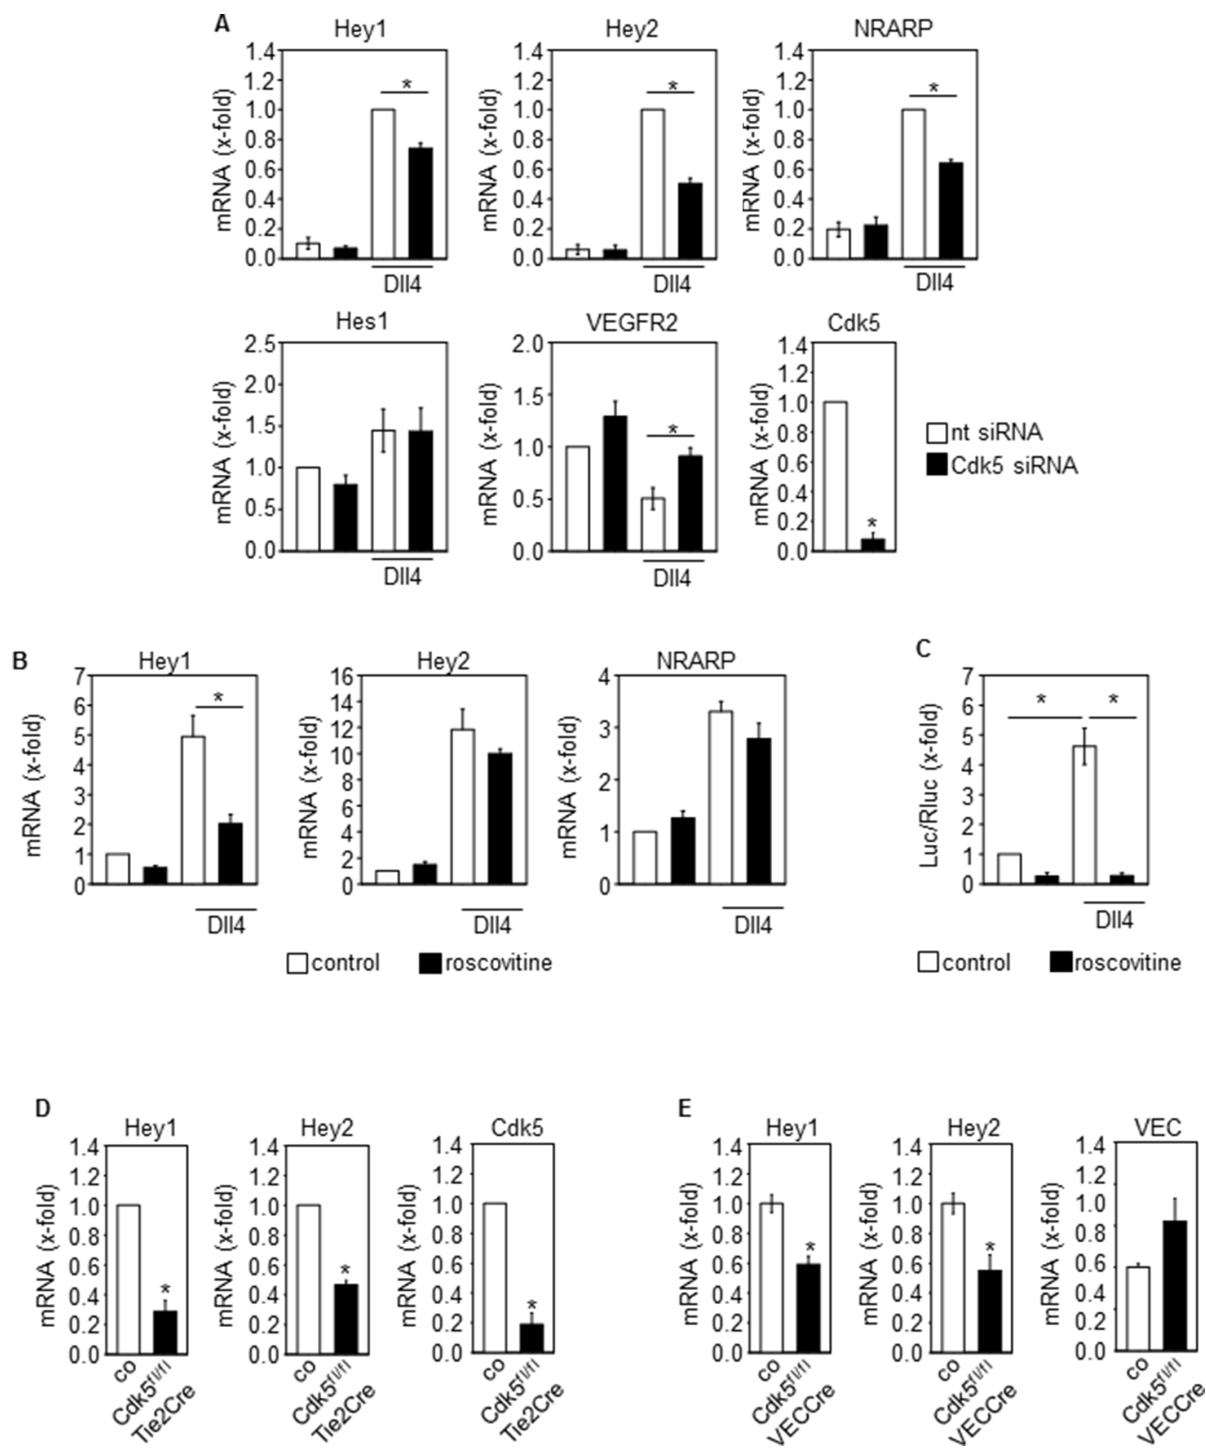 A
Hey1
Hey2
NRARP
mRNA (x-fold)
1.4
1.2
1.0
0.8
0.6
0.4
0.2
0.0
Dll4
mRNA (x-fold)
1.4
1.2
1.0
0.8
0.6
0.4
0.2
0.0
Dll4
mRNA (x-fold)
1.4
1.2
1.0
0.8
0.6
0.4
0.2
0.0
Dll4
*
*
*
Hes1
VEGFR2
Cdk5
mRNA (x-fold)
2.5
2.0
1.5
1.0
0.5
0.0
Dll4
mRNA (x-fold)
2.0
1.5
1.0
0.5
0.0
*
Dll4
mRNA (x-fold)
1.4
1.2
1.0
0.8
0.6
0.4
0.2
0.0
*
nt siRNA
Cdk5 siRNA
B
Hey1
Hey2
NRARP
mRNA (x-fold)
7
6
5
4
3
2
1
0
*
Dll4
mRNA (x-fold)
16
14
12
10
8
6
4
2
0
Dll4
mRNA (x-fold)
4
3
2
1
0
Dll4
control
roscovitine
C
Luc/Rluc (x-fold)
7
6
5
4
3
2
1
0
*
*
Dll4
control
roscovitine
D
Hey1
mRNA (x-fold)
1.4
1.2
1.0
0.8
0.6
0.4
0.2
0.0
*
co
Cdk5fl/fl
Tie2Cre
Hey2
mRNA (x-fold)
1.4
1.2
1.0
0.8
0.6
0.4
0.2
0.0
*
co
Cdk5fl/fl
Tie2Cre
Cdk5
mRNA (x-fold)
1.4
1.2
1.0
0.8
0.6
0.4
0.2
0.0
*
co
Cdk5fl/fl
Tie2Cre
E
Hey1
mRNA (x-fold)
1.4
1.2
1.0
0.8
0.6
0.4
0.2
0.0
*
co
Cdk5fl/fl
VECCre
Hey2
mRNA (x-fold)
1.4
1.2
1.0
0.8
0.6
0.4
0.2
0.0
*
co
Cdk5fl/fl
VECCre
VEC
mRNA (x-fold)
1.4
1.2
1.0
0.8
0.6
0.2
0.0
co
Cdk5fl/fl
VECCre